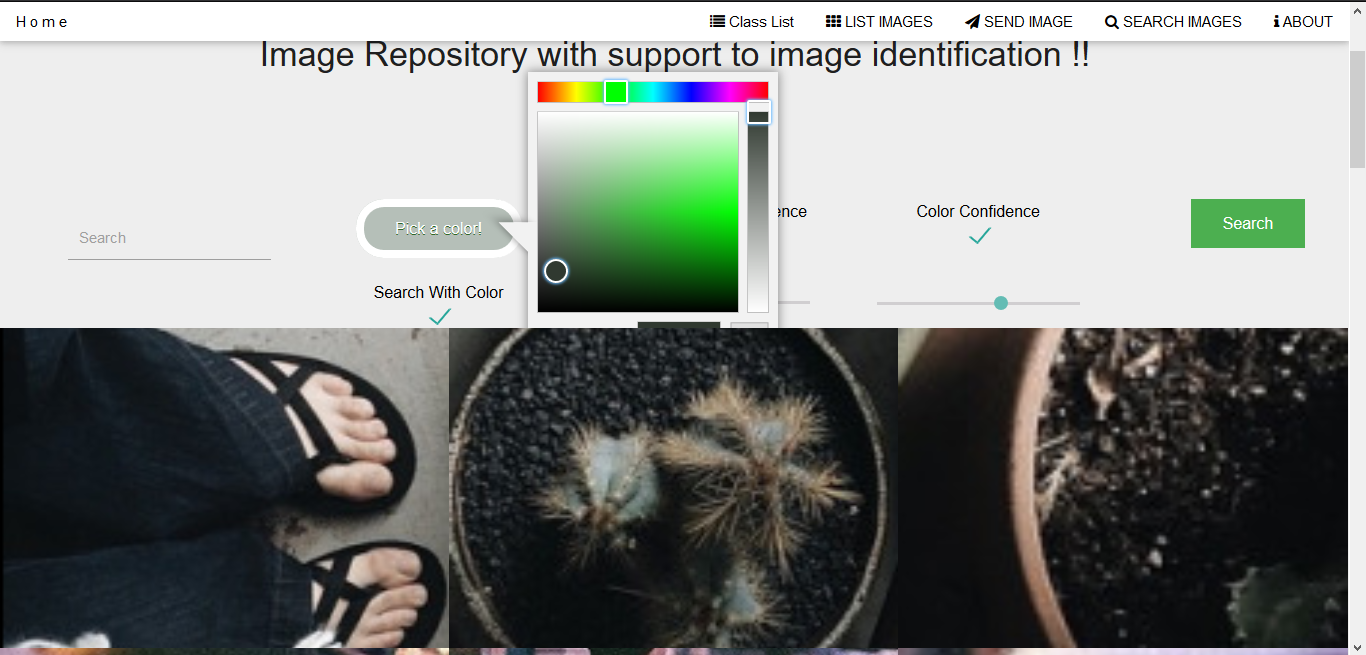 Home
Class List
LIST IMAGES
SEND IMAGE
SEARCH IMAGES
ABOUT
Image Repository with support to image identification !!
Search
Pick a color!
Search With Color
ence
Color Confidence
Search